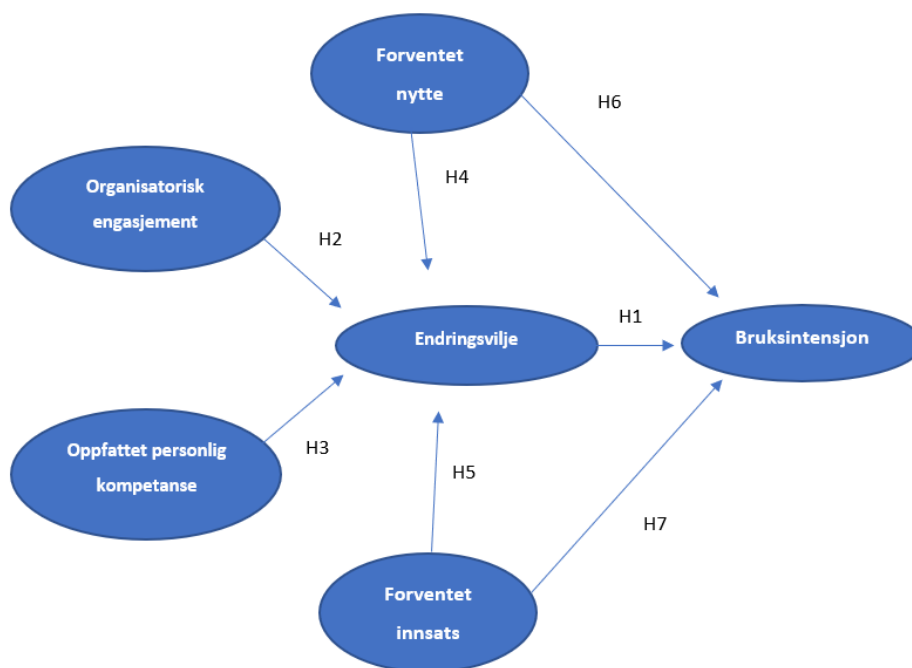 Forventet
nytte
H6
H4
Organisatorisk
engasjement
H2
H1
Endringsvilje
Bruksintensjon
Oppfattet personlig
kompetanse
H3
H5
H7
Forventet
innsats